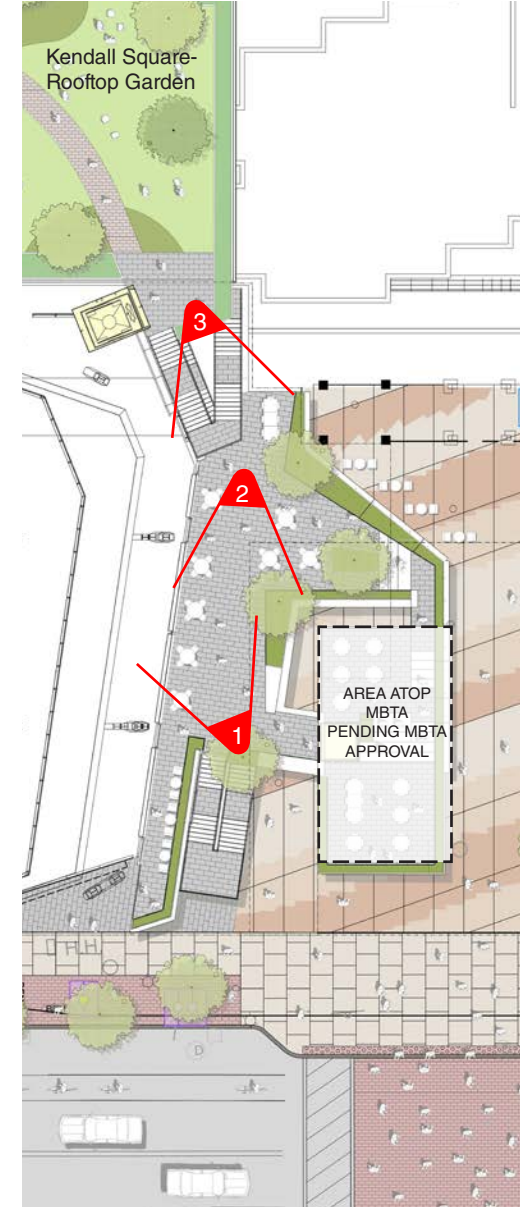 Kendall Square-
Rooftop Garden
3
2
1
AREA ATOP
MBTA
PENDING MBTA
APPROVAL
H.H.
D